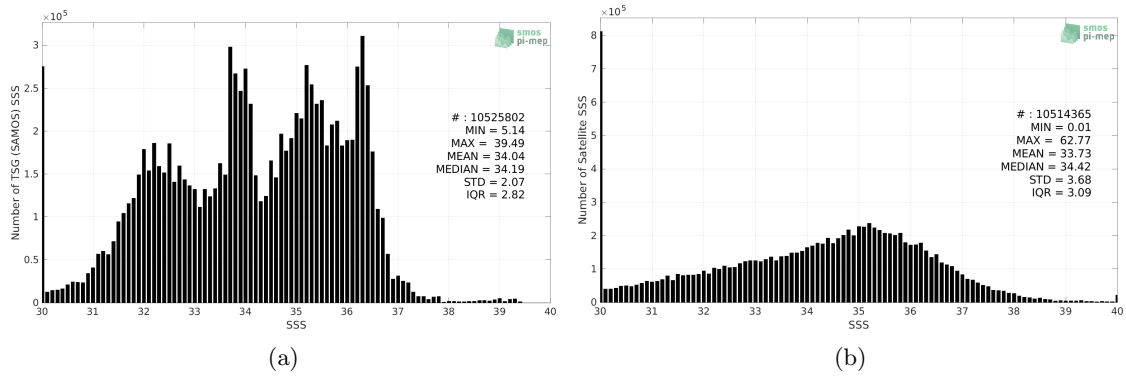 ×10⁵
3
2.5
2
1.5
1
0.5
0
Number of TSG (SAMOS) SSS
smos
pi-mep
# : 10525802
MIN = 5.14
MAX = 39.49
MEAN = 34.04
MEDIAN = 34.19
STD = 2.07
IQR = 2.82
30 31 32 33 34 35 36 37 38 39 40
SSS
(a)
×10⁵
8
7
6
5
4
3
2
1
0
Number of Satellite SSS
smos
pi-mep
# : 10514365
MIN = 0.01
MAX = 62.77
MEAN = 33.73
MEDIAN = 34.42
STD = 3.68
IQR = 3.09
30 31 32 33 34 35 36 37 38 39 40
SSS
(b)